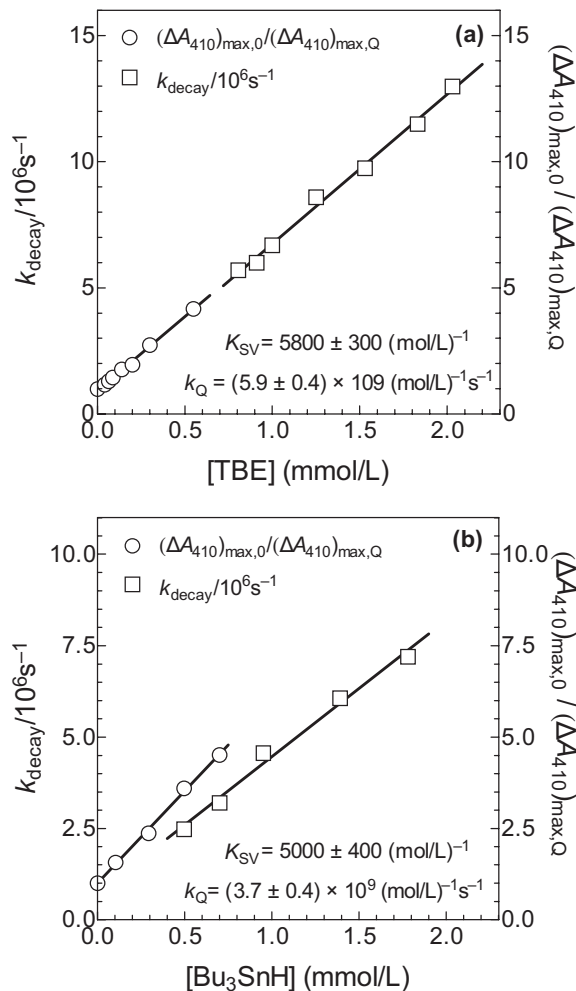 (a)
(ΔA410)max,0/(ΔA410)max,Q
kdecay/10⁶s⁻¹
15
10
5
0
kdecay/10⁶s⁻¹
15
10
5
0
(ΔA410)max,0 / (ΔA410)max,Q
KSV = 5800 ± 300 (mol/L)⁻¹
kQ = (5.9 ± 0.4) × 109 (mol/L)⁻¹s⁻¹
0.0 0.5 1.0 1.5 2.0
[TBE] (mmol/L)
(b)
(ΔA410)max,0/(ΔA410)max,Q
kdecay/10⁶s⁻¹
10.0
7.5
5.0
2.5
0.0
kdecay/10⁶s⁻¹
10.0
7.5
5.0
2.5
0.0
(ΔA410)max,0 / (ΔA410)max,Q
KSV = 5000 ± 400 (mol/L)⁻¹
kQ = (3.7 ± 0.4) × 10⁹ (mol/L)⁻¹s⁻¹
0.0 0.5 1.0 1.5 2.0
[Bu₃SnH] (mmol/L)